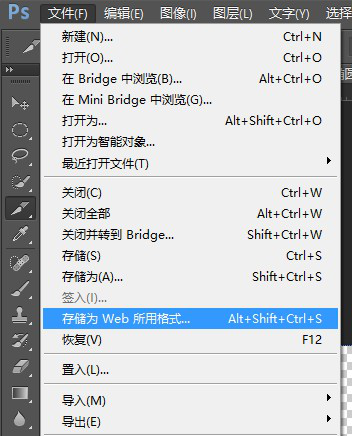 Ps 文件(F) 编辑(E) 图像(I) 图层(L) 文字(Y) 选择
新建(N)... Ctrl+N
打开(O)... Ctrl+O
在 Bridge 中浏览(B)... Alt+Ctrl+O
在 Mini Bridge 中浏览(G)...
打开为... Alt+Shift+Ctrl+O
打开为智能对象...
最近打开文件(T)
关闭(C) Ctrl+W
关闭全部 Alt+Ctrl+W
关闭并转到 Bridge... Shift+Ctrl+W
存储(S) Ctrl+S
存储为(A)... Shift+Ctrl+S
签入(I)...
存储为 Web 所用格式... Alt+Shift+Ctrl+S
恢复(V) F12
置入(L)...
导入(M)
导出(E)